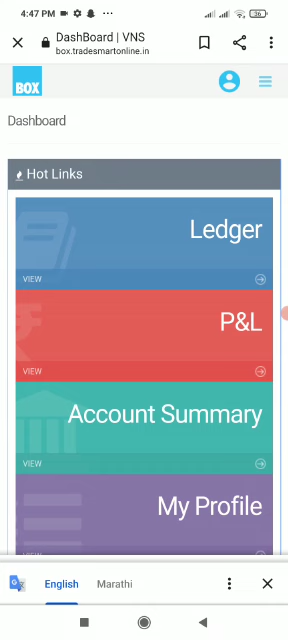 4:47 PM
36
DashBoard | VNS
box.tradesmartonline.in
BOX
Dashboard
Hot Links
Ledger
VIEW
P&L
VIEW
Account Summary
VIEW
My Profile
VIEW
English Marathi